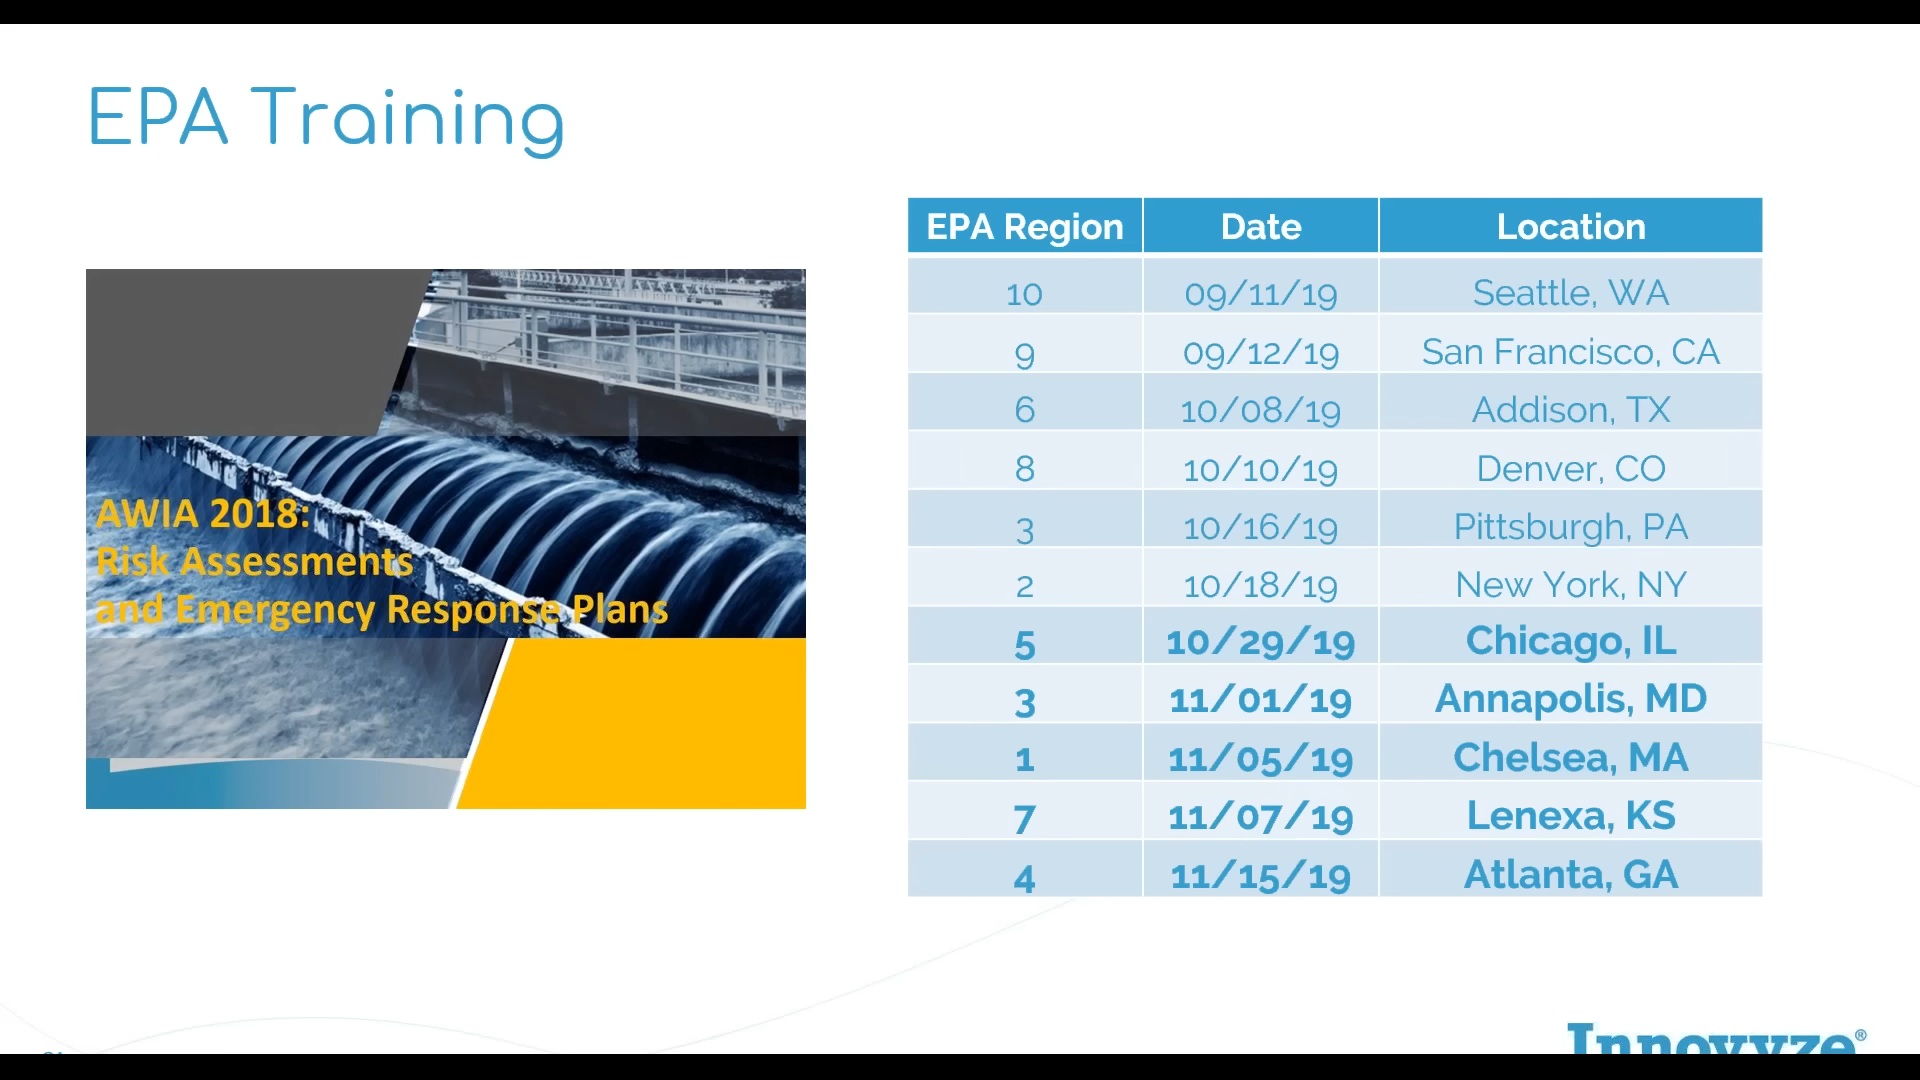 EPA Training
AWIA 2018:
Risk Assessments
and Emergency Response Plans
EPA Region Date Location
10 09/11/19 Seattle, WA
9 09/12/19 San Francisco, CA
6 10/08/19 Addison, TX
8 10/10/19 Denver, CO
3 10/16/19 Pittsburgh, PA
2 10/18/19 New York, NY
5 10/29/19 Chicago, IL
3 11/01/19 Annapolis, MD
1 11/05/19 Chelsea, MA
7 11/07/19 Lenexa, KS
4 11/15/19 Atlanta, GA
Innovyze®